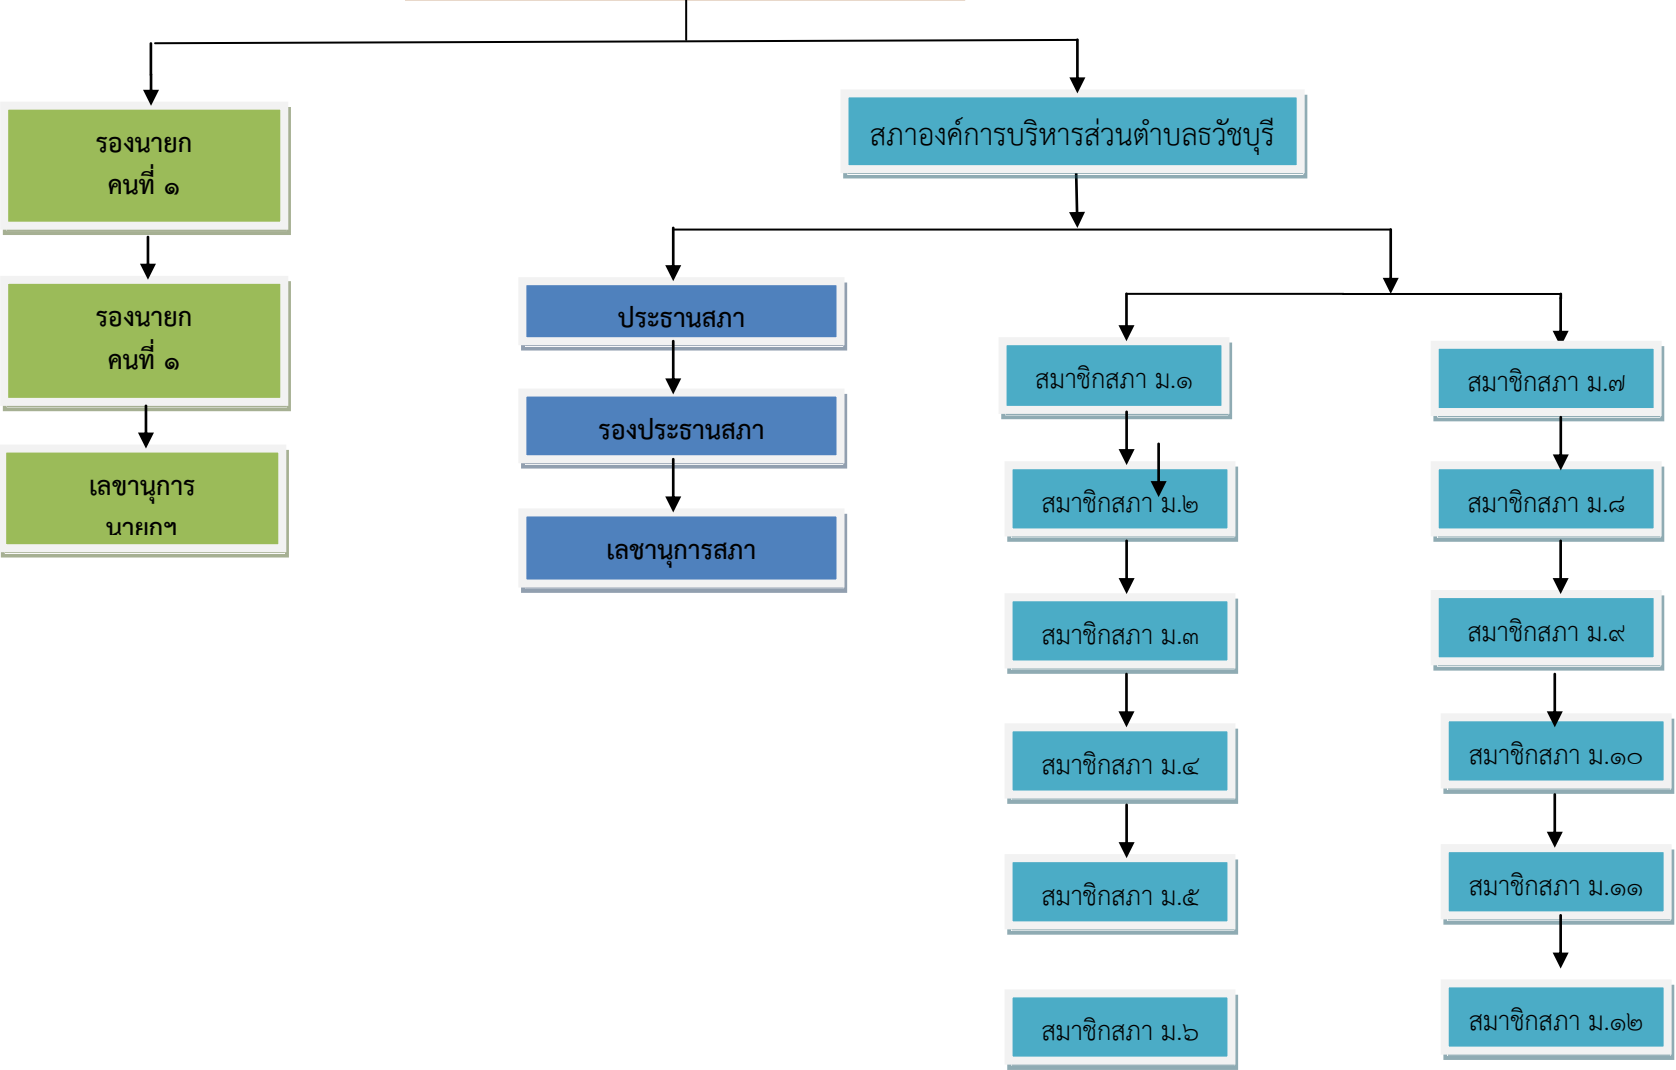 รองนายก
คนที่ ๑
รองนายก
คนที่ ๑
เลขานุการ
นายกฯ
สภาองค์การบริหารส่วนตำบลธวัชบุรี
ประธานสภา
รองประธานสภา
เลชานุการสภา
สมาชิกสภา ม.๑
สมาชิกสภา ม.๒
สมาชิกสภา ม.๓
สมาชิกสภา ม.๔
สมาชิกสภา ม.๕
สมาชิกสภา ม.๖
สมาชิกสภา ม.๗
สมาชิกสภา ม.๘
สมาชิกสภา ม.๙
สมาชิกสภา ม.๑๐
สมาชิกสภา ม.๑๑
สมาชิกสภา ม.๑๒